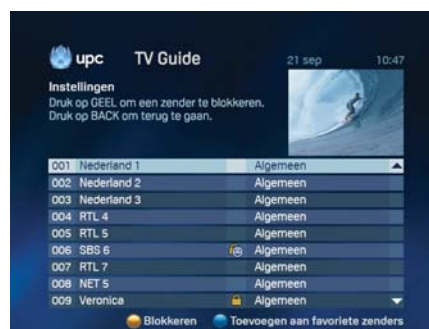 upc TV Guide 21 sep 10:47
Instellingen
Druk op GEEL om een zender te blokkeren.
Druk op BACK om terug te gaan.
001 Nederland 1 Algemeen
002 Nederland 2 Algemeen
003 Nederland 3 Algemeen
004 RTL 4 Algemeen
005 RTL 5 Algemeen
006 SBS 6 Algemeen
007 RTL 7 Algemeen
008 NET 5 Algemeen
009 Veronica Algemeen
Blokkeren Toevoegen aan favoriete zenders